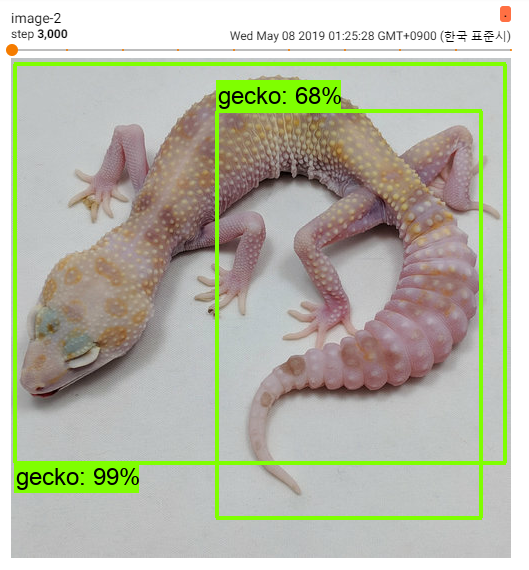 image-2
step 3,000
Wed May 08 2019 01:25:28 GMT+0900 (한국 표준시)
gecko: 68%
gecko: 99%